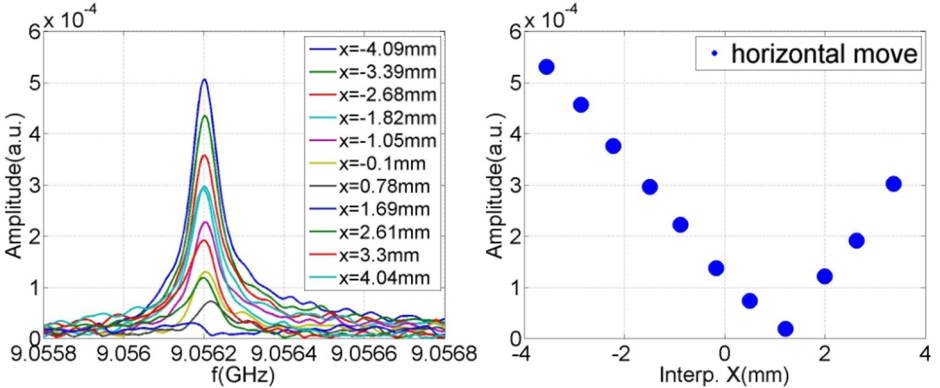 x 10⁻⁴
6
5
4
3
2
1
0
Amplitude(a.u.)
x=-4.09mm
x=-3.39mm
x=-2.68mm
x=-1.82mm
x=-1.05mm
x=-0.1mm
x=0.78mm
x=1.69mm
x=2.61mm
x=3.3mm
x=4.04mm
9.0558 9.056 9.0562 9.0564 9.0566 9.0568
f(GHz)
x 10⁻⁴
6
5
4
3
2
1
0
Amplitude(a.u.)
horizontal move
-4 -2 0 2 4
Interp. X(mm)